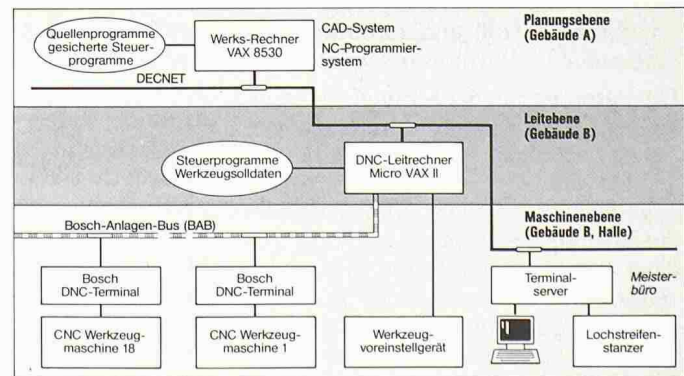 Quellenprogramme
gesicherte Steuer-
programme
Werks-Rechner
VAX 8530
CAD-System
NC-Programmier-
system
Planungsebene
(Gebäude A)
DECNET
Leitebene
(Gebäude B)
Steuerprogramme
Werkzeugsolldaten
DNC-Leitrechner
Micro VAX II
Maschinenebene
(Gebäude B, Halle)
Bosch-Anlagen-Bus (BAB)
Bosch
DNC-Terminal
Bosch
DNC-Terminal
Terminal-
server
Meister-
büro
CNC Werkzeug-
maschine 18
CNC Werkzeug-
maschine 1
Werkzeug-
voreinstellgerät
Lochstreifen-
stanzer